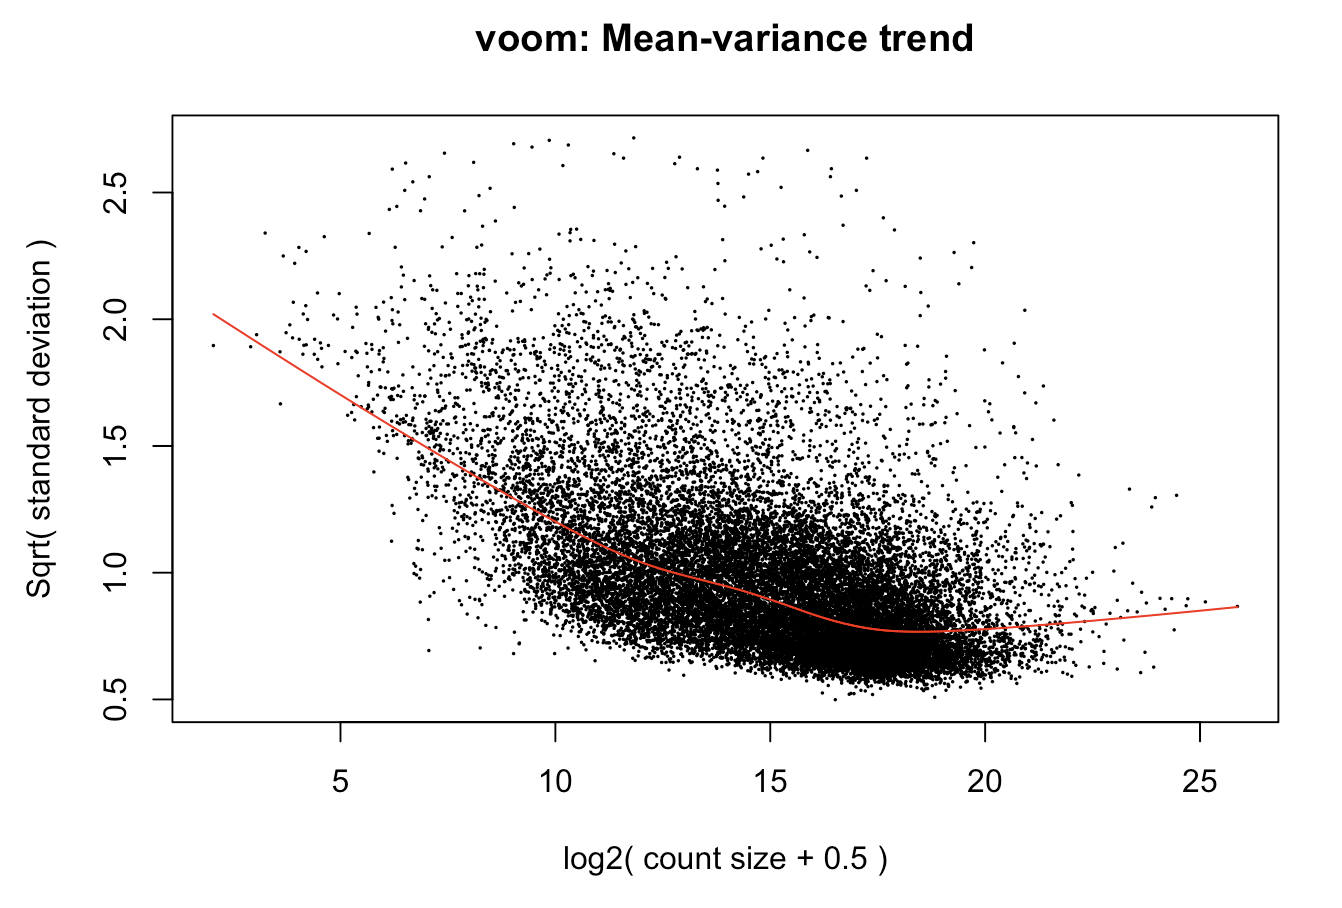 voom: Mean-variance trend
Sqrt( standard deviation )
2.5
2.0
1.5
1.0
0.5
5 10 15 20 25
log2( count size + 0.5 )